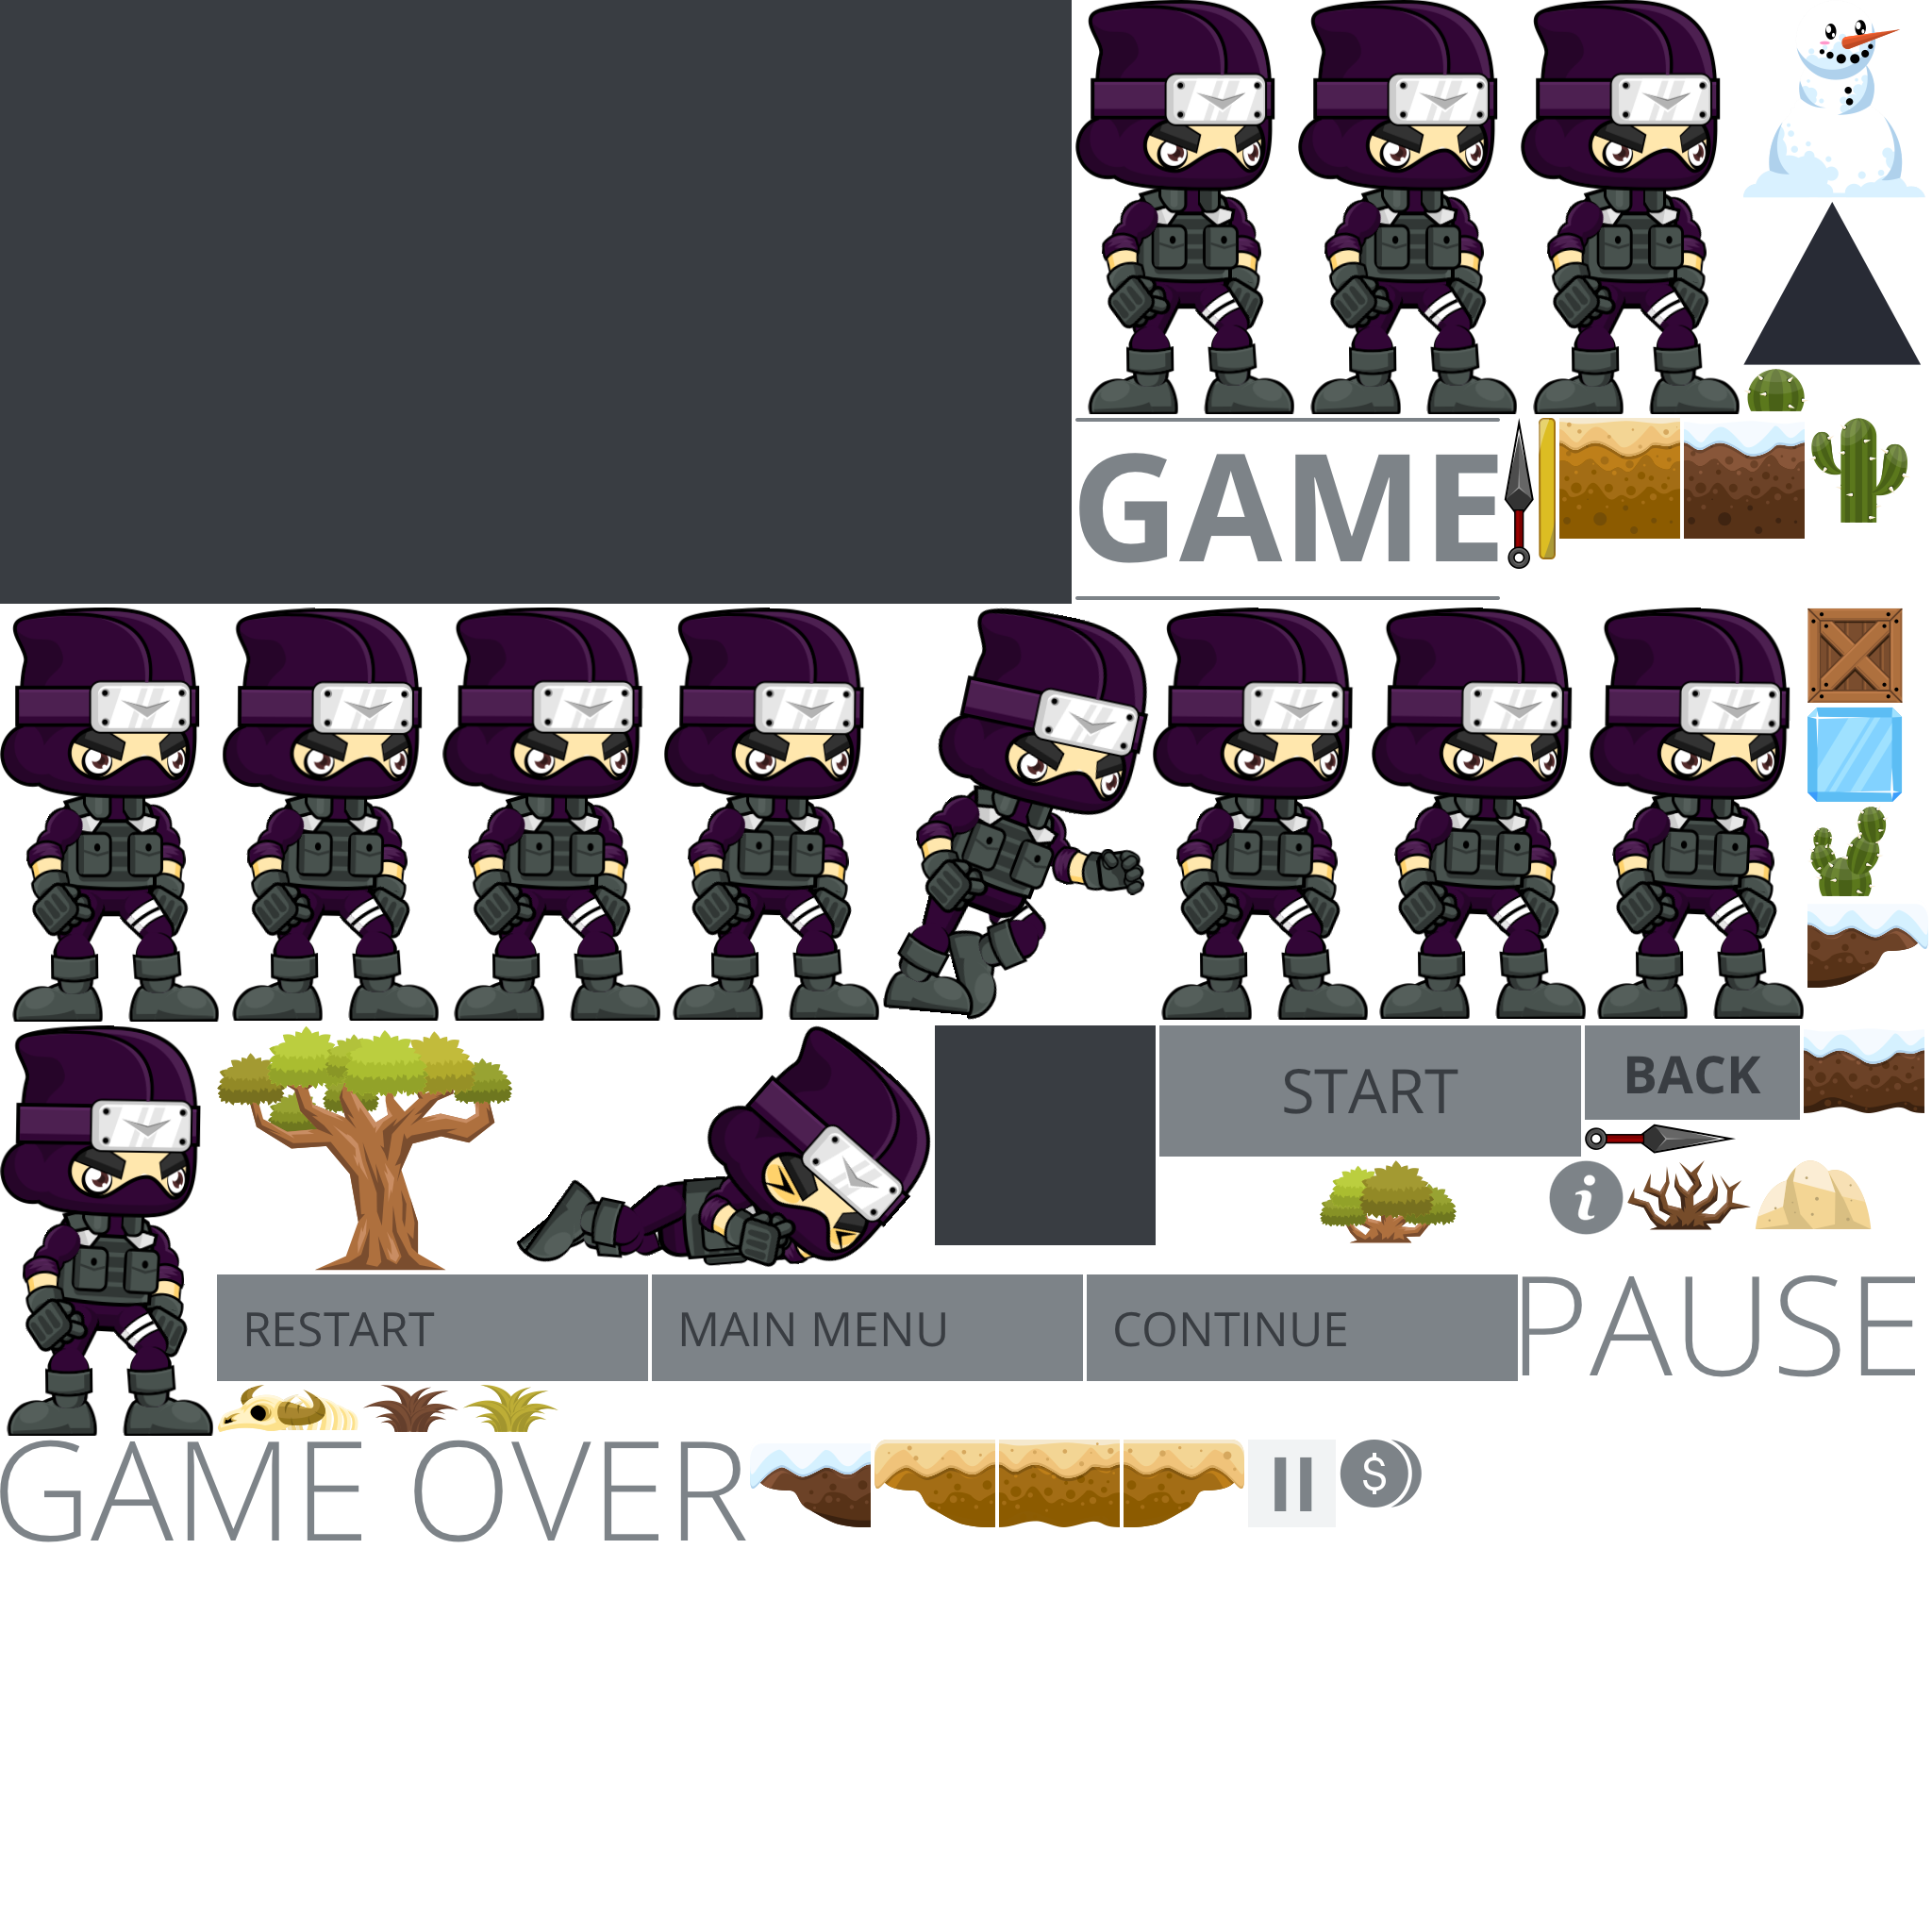 GAME
START
BACK
i
RESTART
MAIN MENU
CONTINUE
PAUSE
GAME OVER
$